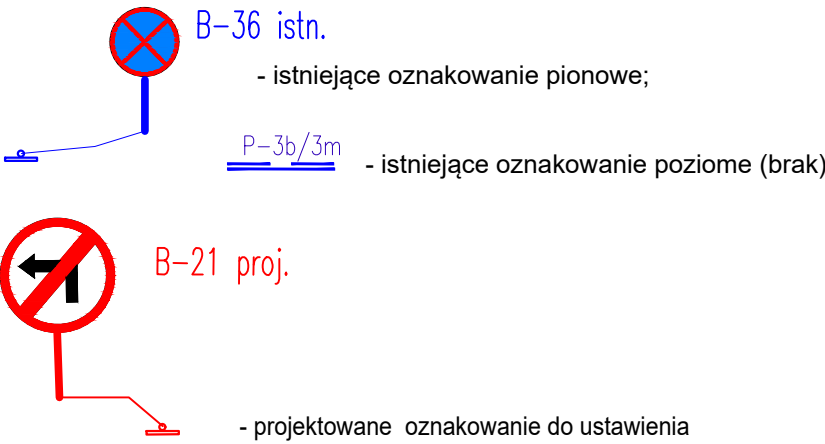 B-36 istn.
- istniejące oznakowanie pionowe;
P-3b/3m
- istniejące oznakowanie poziome (brak)
B-21 proj.
- projektowane oznakowanie do ustawienia